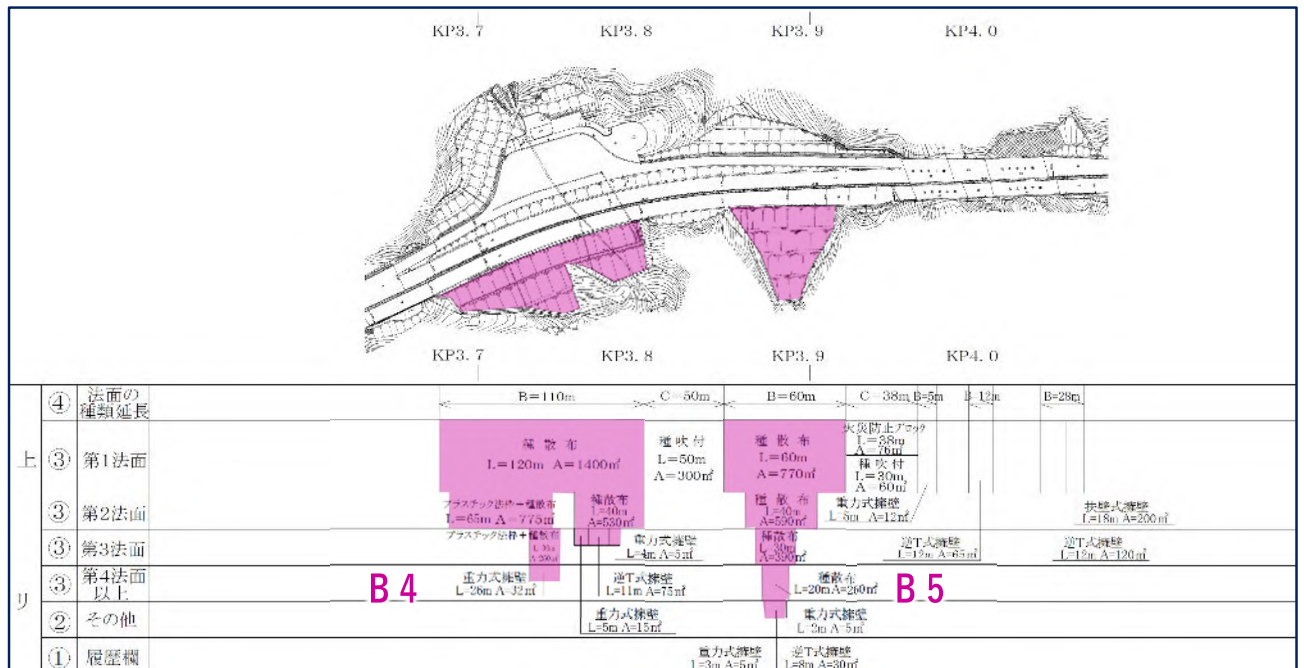 KP3.7 KP3.8 KP3.9 KP4.0
KP3.7 KP3.8 KP3.9 KP4.0
上
リ
④ 法面の
種類延長
B=110m C=50m B=60m C=38m B=5m B=12m B=28m
③ 第1法面
種散布
L=120m A=1400㎡
種吹付
L=50m
A=300㎡
種散布
L=60m
A=770㎡
火災防止ブロック
L=38m
A=76㎡
種吹付
L=30m,
A=60㎡
③ 第2法面
プラスチック法枠+種散布
L=65m A=775㎡
種散布
L=40m
A=530㎡
種散布
L=40m
A=590㎡
重力式擁壁
L=5m A=12㎡
扶壁式擁壁
L=18m A=200㎡
③ 第3法面
プラスチック法枠+種散布
重力式擁壁
L=4m A=5㎡
種散布
L=30m
A=390㎡
逆T式擁壁
L=12m A=65㎡
逆T式擁壁
L=12m A=120㎡
③ 第4法面
以上
重力式擁壁
L=26m A=32㎡
B4
逆T式擁壁
L=11m A=75㎡
種散布
L=20m A=260㎡
B5
② その他
重力式擁壁
L=5m A=15㎡
重力式擁壁
L=2m A=5㎡
① 履歴欄
重力式擁壁
L=3m A=5㎡
逆T式擁壁
L=8m A=30㎡